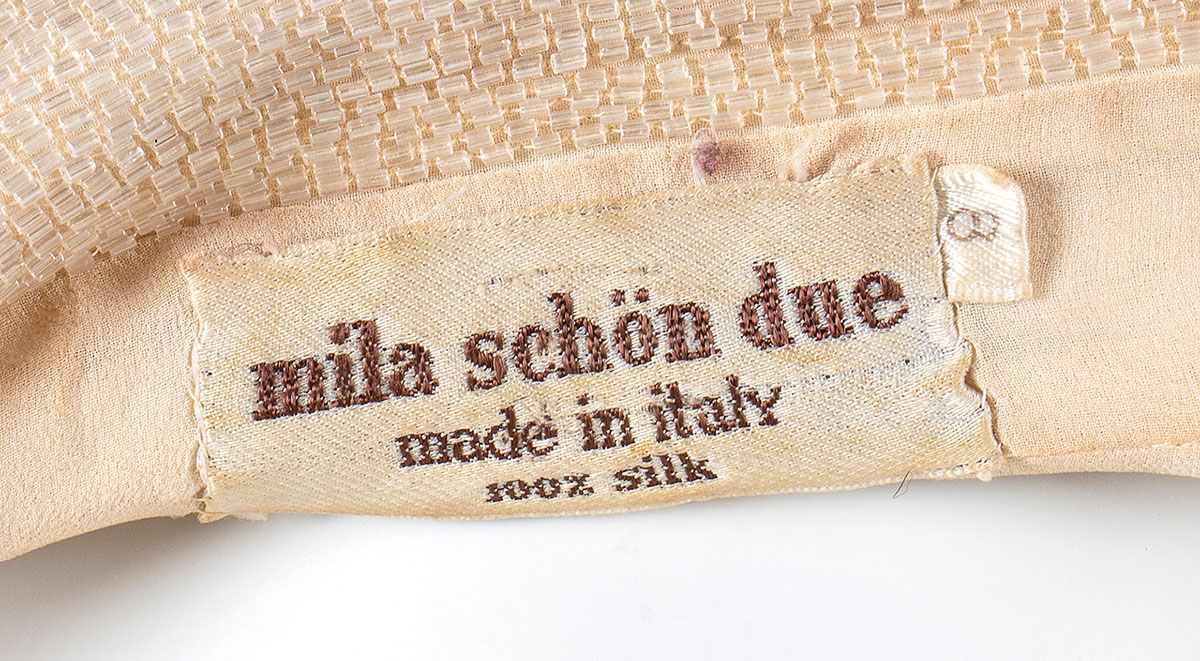 mila schön due
made in italy
100% silk
8